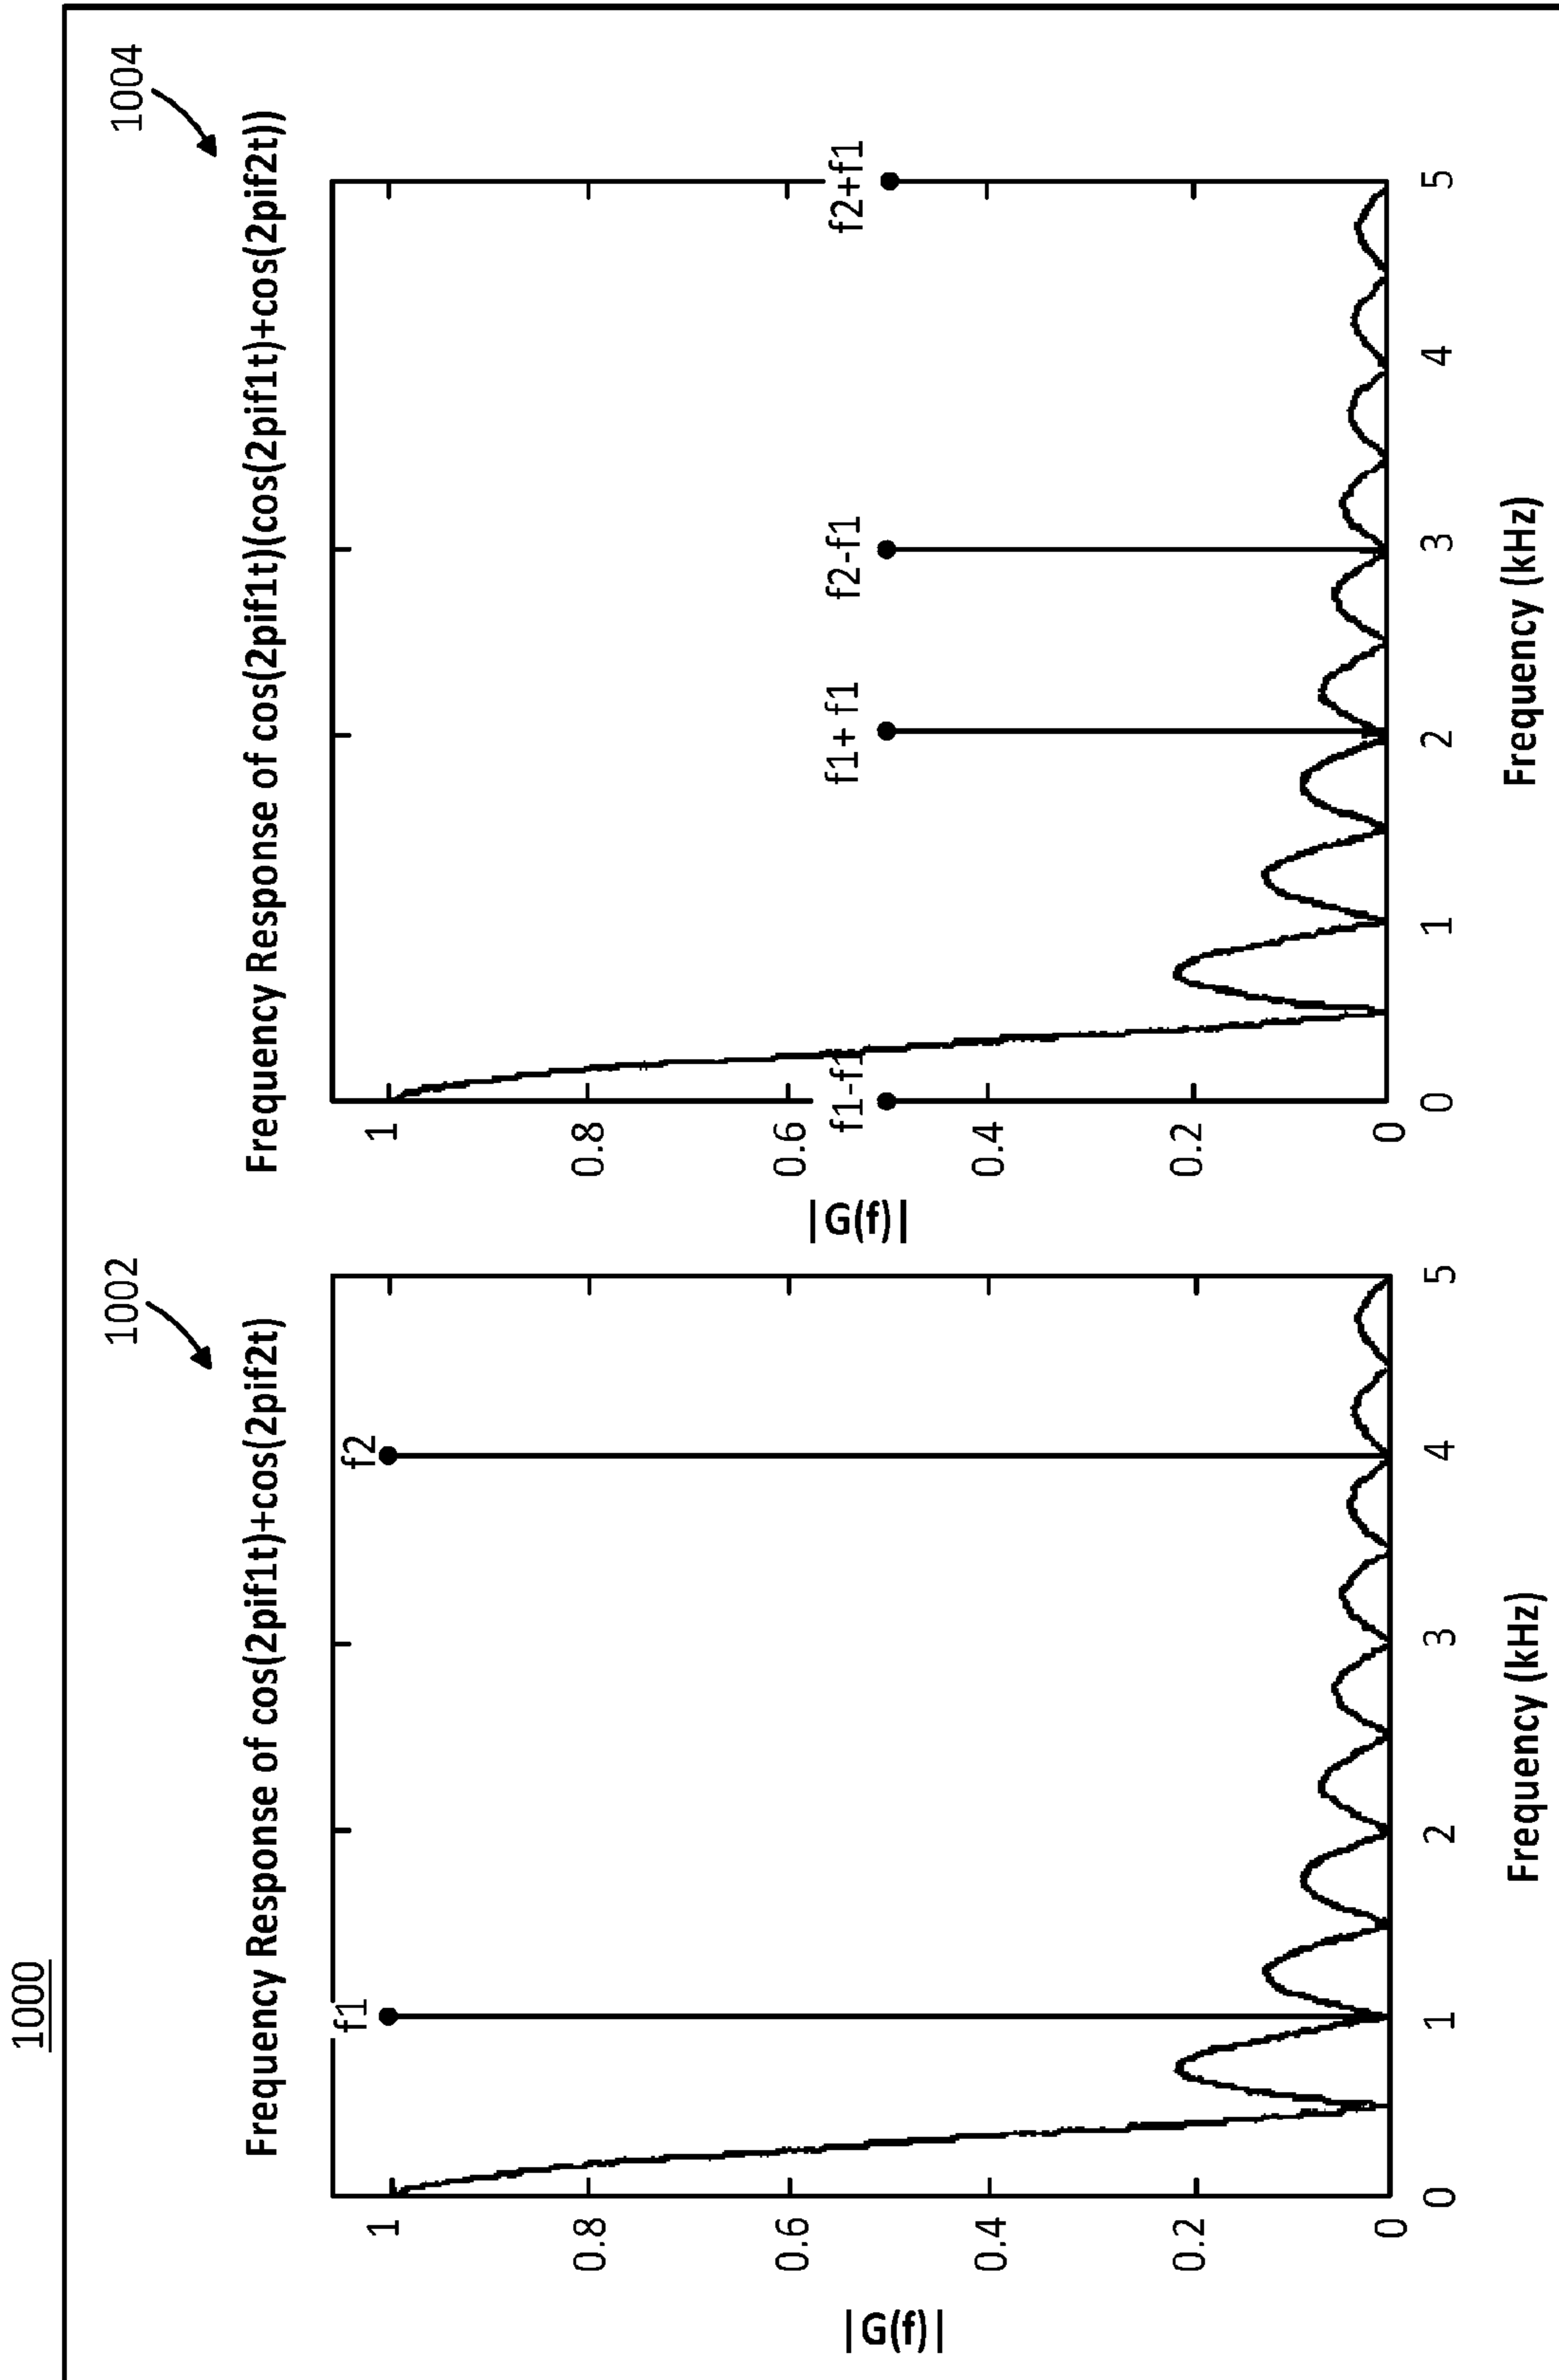 1000
1002
Frequency Response of cos(2pif1t)+cos(2pif2t)
|G(f)|
1
0.8
0.6
0.4
0.2
0
f1
f2
0 1 2 3 4 5
Frequency (kHz)
1004
Frequency Response of cos(2pif1t)(cos(2pif1t)+cos(2pif2t))
|G(f)|
1
0.8
0.6
0.4
0.2
0
f1-f1
f1+ f1
f2-f1
f2+f1
0 1 2 3 4 5
Frequency (kHz)